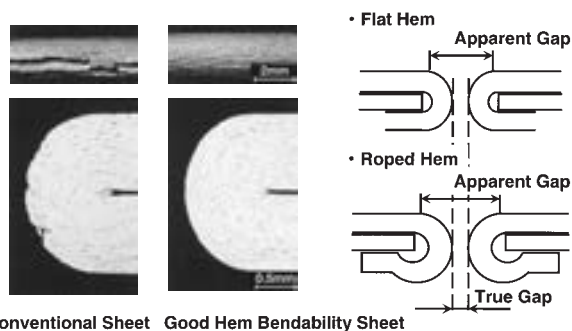 • Flat Hem
Apparent Gap
2mm
• Roped Hem
Apparent Gap
0.5mm
True Gap
onventional Sheet Good Hem Bendability Sheet